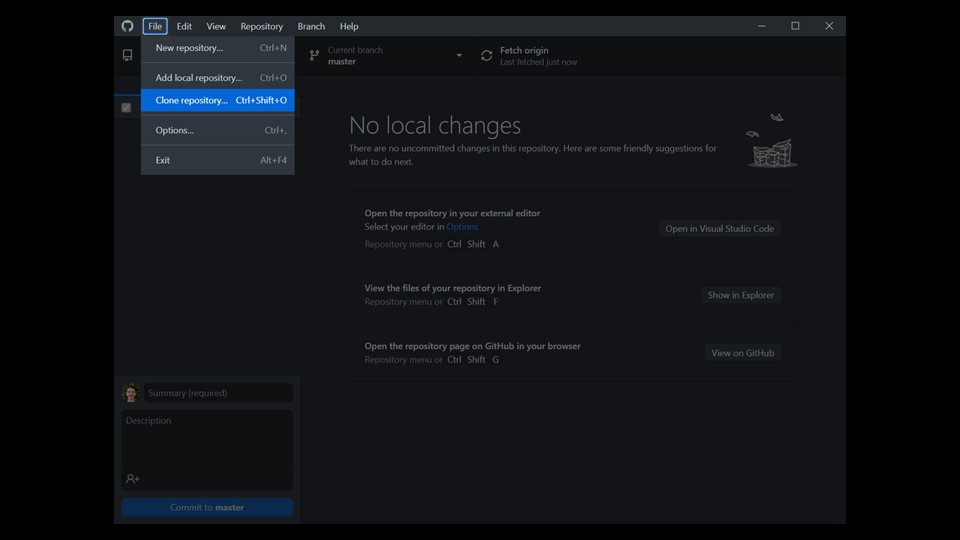 File Edit View Repository Branch Help
New repository... Ctrl+N
Add local repository... Ctrl+O
Clone repository... Ctrl+Shift+O
Options... Ctrl+,
Exit Alt+F4
Current branch
master
Fetch origin
Last fetched just now
No local changes
There are no uncommitted changes in this repository. Here are some friendly suggestions for
what to do next.
Open the repository in your external editor
Select your editor in Options
Repository menu or Ctrl Shift A
Open in Visual Studio Code
View the files of your repository in Explorer
Repository menu or Ctrl Shift F
Show in Explorer
Open the repository page on GitHub in your browser
Repository menu or Ctrl Shift G
View on GitHub
Summary (required)
Description
Commit to master